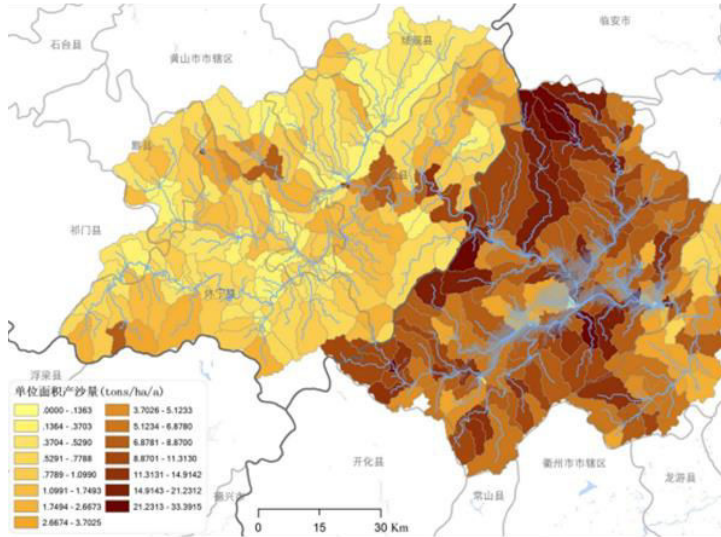 石台县
临安市
绩溪县
黄山市市辖区
黟县
县
祁门县
休宁县
浮梁县
单位面积产沙量(tons/ha/a)
.0000 - .1363
.1364 - .3703
.3704 - .5290
.5291 - .7788
.7789 - 1.0990
1.0991 - 1.7493
1.7494 - 2.6673
2.6674 - 3.7025
3.7026 - 5.1233
5.1234 - 6.8780
6.8781 - 8.8700
8.8701 - 11.3130
11.3131 - 14.9142
14.9143 - 21.2312
21.2313 - 33.3915
开化县
衢州市市辖区
龙游县
常山县
0 15 30 Km